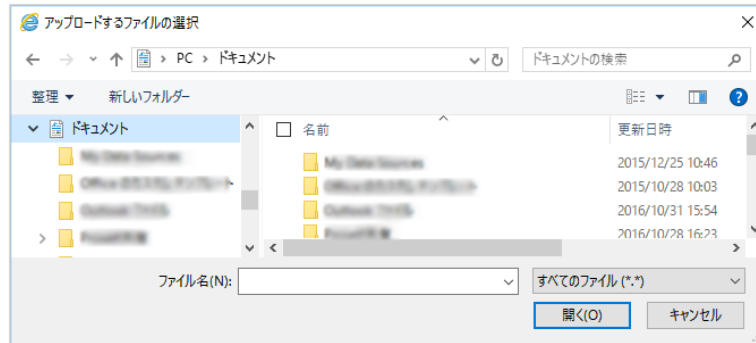 アップロードするファイルの選択
PC › ドキュメント
ドキュメントの検索
整理 新しいフォルダー
ドキュメント
名前 更新日時
My Data Sources 2015/12/25 10:46
2015/10/28 10:03
2016/10/31 15:54
2016/10/28 16:23
ファイル名(N): すべてのファイル (*.*)
開く(O) キャンセル